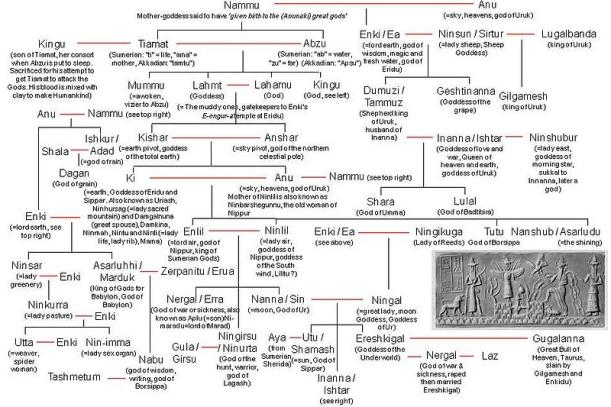 Nammu
Mother-goddess said to have 'given birth to the (Annaki) great gods'
Anu
(=sky, heavens, god of Uruk)
Kingu
(son of Tiamat, her consort
when Abzu is put to sleep.
Sacrificed for his attempt to
get Tiamat to attack the
Gods. His blood is mixed with
clay to make Humankind)
Tiamat
(Sumerian: "ti" = life, "ama" =
mother, Akkadian: "tamtu")
Abzu
(Sumerian: "ab" = water,
"zu" = far) (Akkadian: "Apsu")
Enki / Ea
(=lord earth, god of
wisdom, magic and
fresh water, god of
Eridu)
Ninsun / Sirtur
(=lady sheep, Sheep
Goddess)
Lugalbanda
(king of Uruk)
Mummu
(=awoken,
vizier to Abzu)
Lahmt
(Goddess)
Lahamu
(God)
(= The muddy ones, gatekeepers to Enki's
E-engur-a temple at Eridu)
Kingu
(God, see left)
Dumuzi /
Tammuz
(Shepherd king
of Uruk,
husband of
Inanna)
Geshtinanna
(Goddess of the
grape)
Gilgamesh
(king of Uruk)
Anu
Nammu
(see top right)
Ishkur /
Adad
(=god of rain)
Shala
Dagan
(God of grain)
Kishar
(=earth pivot, goddess of
the total earth)
Anshar
(=sky pivot, god of the northern
celestial pole)
Inanna / Ishtar
(=Goddess of love and
war, Queen of
heaven and earth,
goddess of Uruk)
Ninshubur
(=lady east,
goddess of
morning star,
sukkal to
Innanna, later a
god)
Ki
(=earth, Goddess of Eridu and
Sippar. Also known as Uriash,
Ninhursag (=lady sacred
mountain) and Damgalnuna
(great spouse), Damkina,
Ninmah, Nintu and Ninti (=lady
life, lady rib), Mama)
Anu
(=sky, heavens, god of Uruk)
Mother of Ninlil is also known as
Ninbarshegunnu, the old woman of
Nippur
Nammu (see top right)
Shara
(God of Umma)
Lulal
(God of Badtibira)
Enki
(=lord earth, see
top right)
Enlil
(=lord air, god of
Nippur, king of
Sumerian Gods)
Ninlil
(=lady air,
goddess of
Nippur, goddess
of the South
wind, Lilitu?)
Enki / Ea
(see above)
Ningikuga
(Lady of Reeds)
Tutu
God of Borsippa)
Nanshub/Asarludu
(=the shining)
Ninsar
(=lady
greenery)
Enki
Asarluhhi /
Marduk
(King of Gods for
Babylon, God of
Babylon)
Zerpanitu / Erua
Ninkurra
(=lady pasture)
Enki
Nergal / Erra
(God of war or sickness, also
known as Aplu (=son) Ni-
maradu=lord of Marad)
Nanna / Sin
(=moon, God of Ur)
Ningal
(=great lady, moon
Goddess, Goddess
of Ur)
Utta
(=weaver,
spider
woman)
Enki
Nin-imma
(=lady sex organ)
Nabu
(god of wisdom,
writing, god of
Borsippa)
Tashmetum
Gula /
Girsu
Ningirsu
/ Ninurta
(God of the
hunt, warrior,
god of
Lagash)
Aya
(from
Sumerian
Sherida)
Utu /
Shamash
(=sun, God of
Sippar)
Inanna /
Ishtar
(see right)
Ereshkigal
(Goddess of the
Underworld)
Gugalanna
(Great Bull of
Heaven, Taurus,
slain by
Gilgamesh and
Enkidu)
Nergal
(God of war &
sickness, raped
then married
Ereshkigal)
Laz